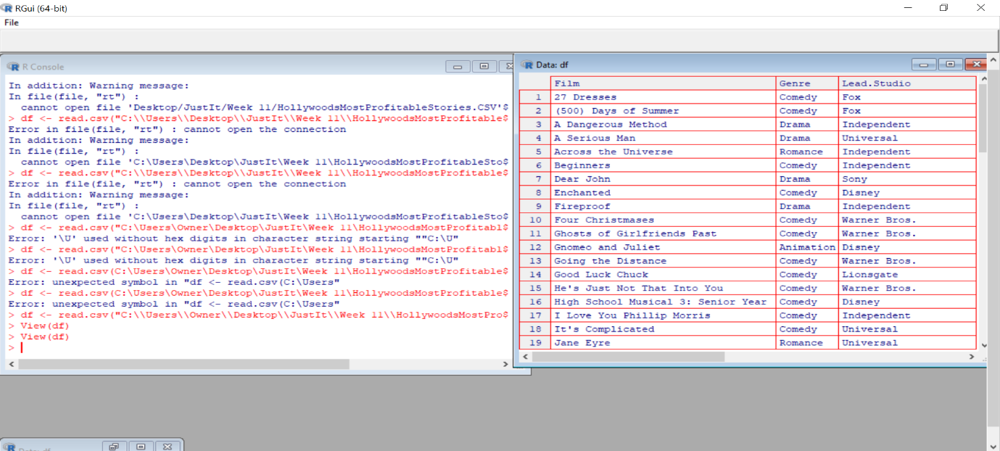 RGui (64-bit)
File
R Console
In addition: Warning message:
In file(file, "rt") :
cannot open file 'Desktop/JustIt/Week 11/HollywoodsMostProfitableStories.CSV'$
> df <- read.csv("C:\\Users\\Desktop\\JustIt\\Week 11\\HollywoodsMostProfitable$
Error in file(file, "rt") : cannot open the connection
In addition: Warning message:
In file(file, "rt") :
cannot open file 'C:\Users\Desktop\JustIt\Week 11\HollywoodsMostProfitableSto$
> df <- read.csv("C:\\Users\\Desktop\\JustIt\\Week 11\\HollywoodsMostProfitable$
Error in file(file, "rt") : cannot open the connection
In addition: Warning message:
In file(file, "rt") :
cannot open file 'C:\Users\Desktop\JustIt\Week 11\HollywoodsMostProfitableSto$
> df <- read.csv("C:\Users\Owner\Desktop\JustIt\Week 11\HollywoodsMostProfitabl$
Error: '\U' used without hex digits in character string starting ""C:\U"
> df <- read.csv("C:\Users\Owner\Desktop\JustIt\Week 11\HollywoodsMostProfitabl$
Error: '\U' used without hex digits in character string starting ""C:\U"
> df <- read.csv(C:\Users\Owner\Desktop\JustIt\Week 11\HollywoodsMostProfitable$
Error: unexpected symbol in "df <- read.csv(C:\Users"
> df <- read.csv(C:\Users\Owner\Desktop\JustIt\Week 11\HollywoodsMostProfitable$
Error: unexpected symbol in "df <- read.csv(C:\Users"
> df <- read.csv("C:\\Users\\Owner\\Desktop\\JustIt\\Week 11\\HollywoodsMostPro$
> View(df)
> View(df)
>
Data: df
Film Genre Lead.Studio
1 27 Dresses Comedy Fox
2 (500) Days of Summer Comedy Fox
3 A Dangerous Method Drama Independent
4 A Serious Man Drama Universal
5 Across the Universe Romance Independent
6 Beginners Comedy Independent
7 Dear John Drama Sony
8 Enchanted Comedy Disney
9 Fireproof Drama Independent
10 Four Christmases Comedy Warner Bros.
11 Ghosts of Girlfriends Past Comedy Warner Bros.
12 Gnomeo and Juliet Animation Disney
13 Going the Distance Comedy Warner Bros.
14 Good Luck Chuck Comedy Lionsgate
15 He's Just Not That Into You Comedy Warner Bros.
16 High School Musical 3: Senior Year Comedy Disney
17 I Love You Phillip Morris Comedy Independent
18 It's Complicated Comedy Universal
19 Jane Eyre Romance Universal
Data: df